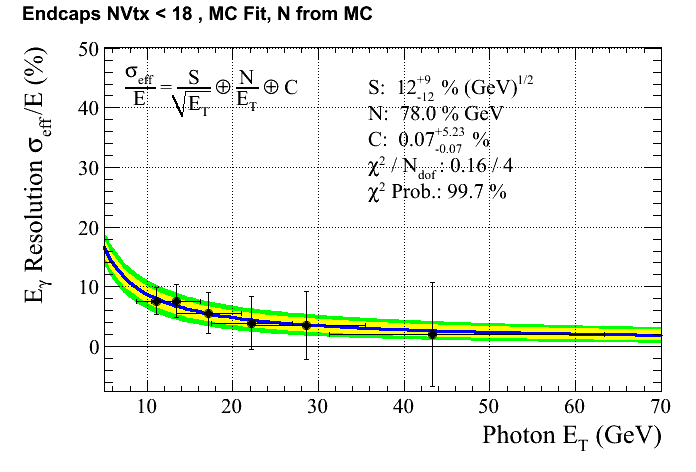 Endcaps NVtx < 18 , MC Fit, N from MC
E_γ Resolution σ_eff/E (%)
50
40
30
20
10
0
σ_eff/E = S/√E_T ⊕ N/E_T ⊕ C
S: 12^{+9}_{-12} % (GeV)^{1/2}
N: 78.0 % GeV
C: 0.07^{+5.23}_{-0.07} %
χ² / N_dof : 0.16 / 4
χ² Prob.: 99.7 %
10 20 30 40 50 60 70
Photon E_T (GeV)